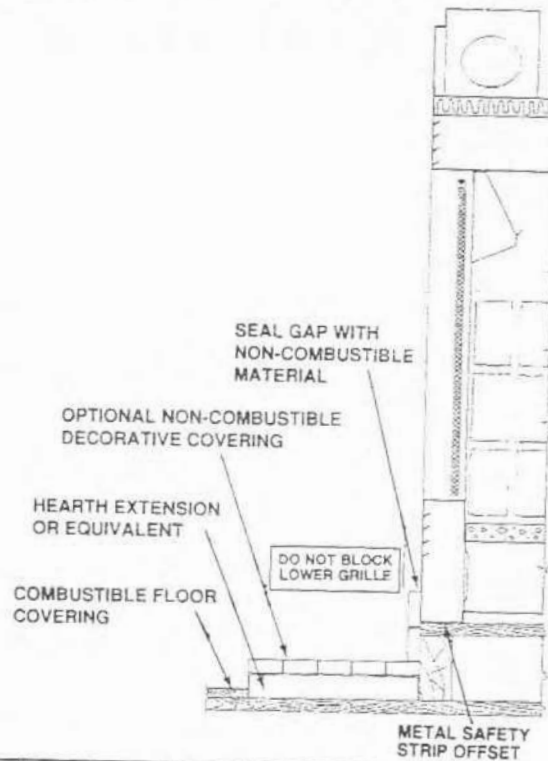 SEAL GAP WITH
NON-COMBUSTIBLE
MATERIAL
OPTIONAL NON-COMBUSTIBLE
DECORATIVE COVERING
HEARTH EXTENSION
OR EQUIVALENT
DO NOT BLOCK
LOWER GRILLE
COMBUSTIBLE FLOOR
COVERING
METAL SAFETY
STRIP OFFSET